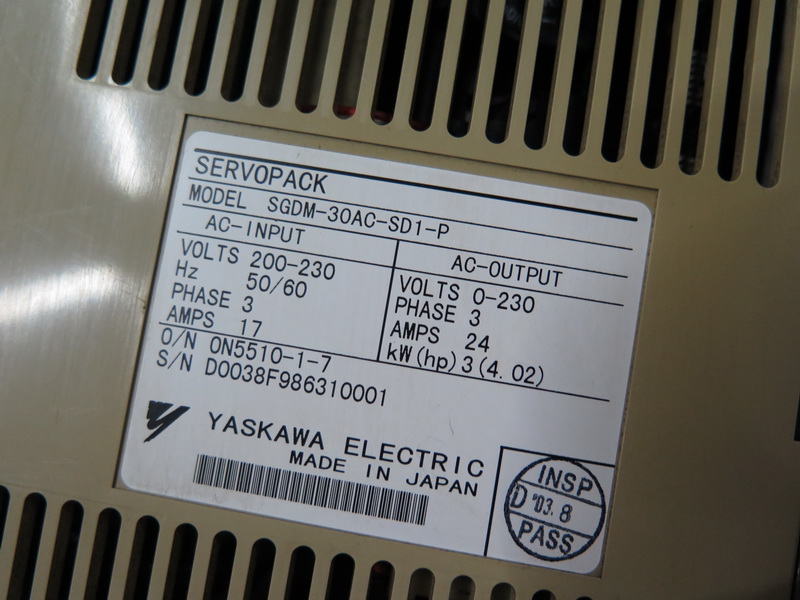 SERVOPACK
MODEL SGDM-30AC-SD1-P
AC-INPUT
VOLTS 200-230
Hz 50/60
PHASE 3
AMPS 17
AC-OUTPUT
VOLTS 0-230
PHASE 3
AMPS 24
kW(hp) 3(4.02)
O/N 0N5510-1-7
S/N D0038F986310001
YASKAWA ELECTRIC
MADE IN JAPAN
INSP
D '03.8
PASS